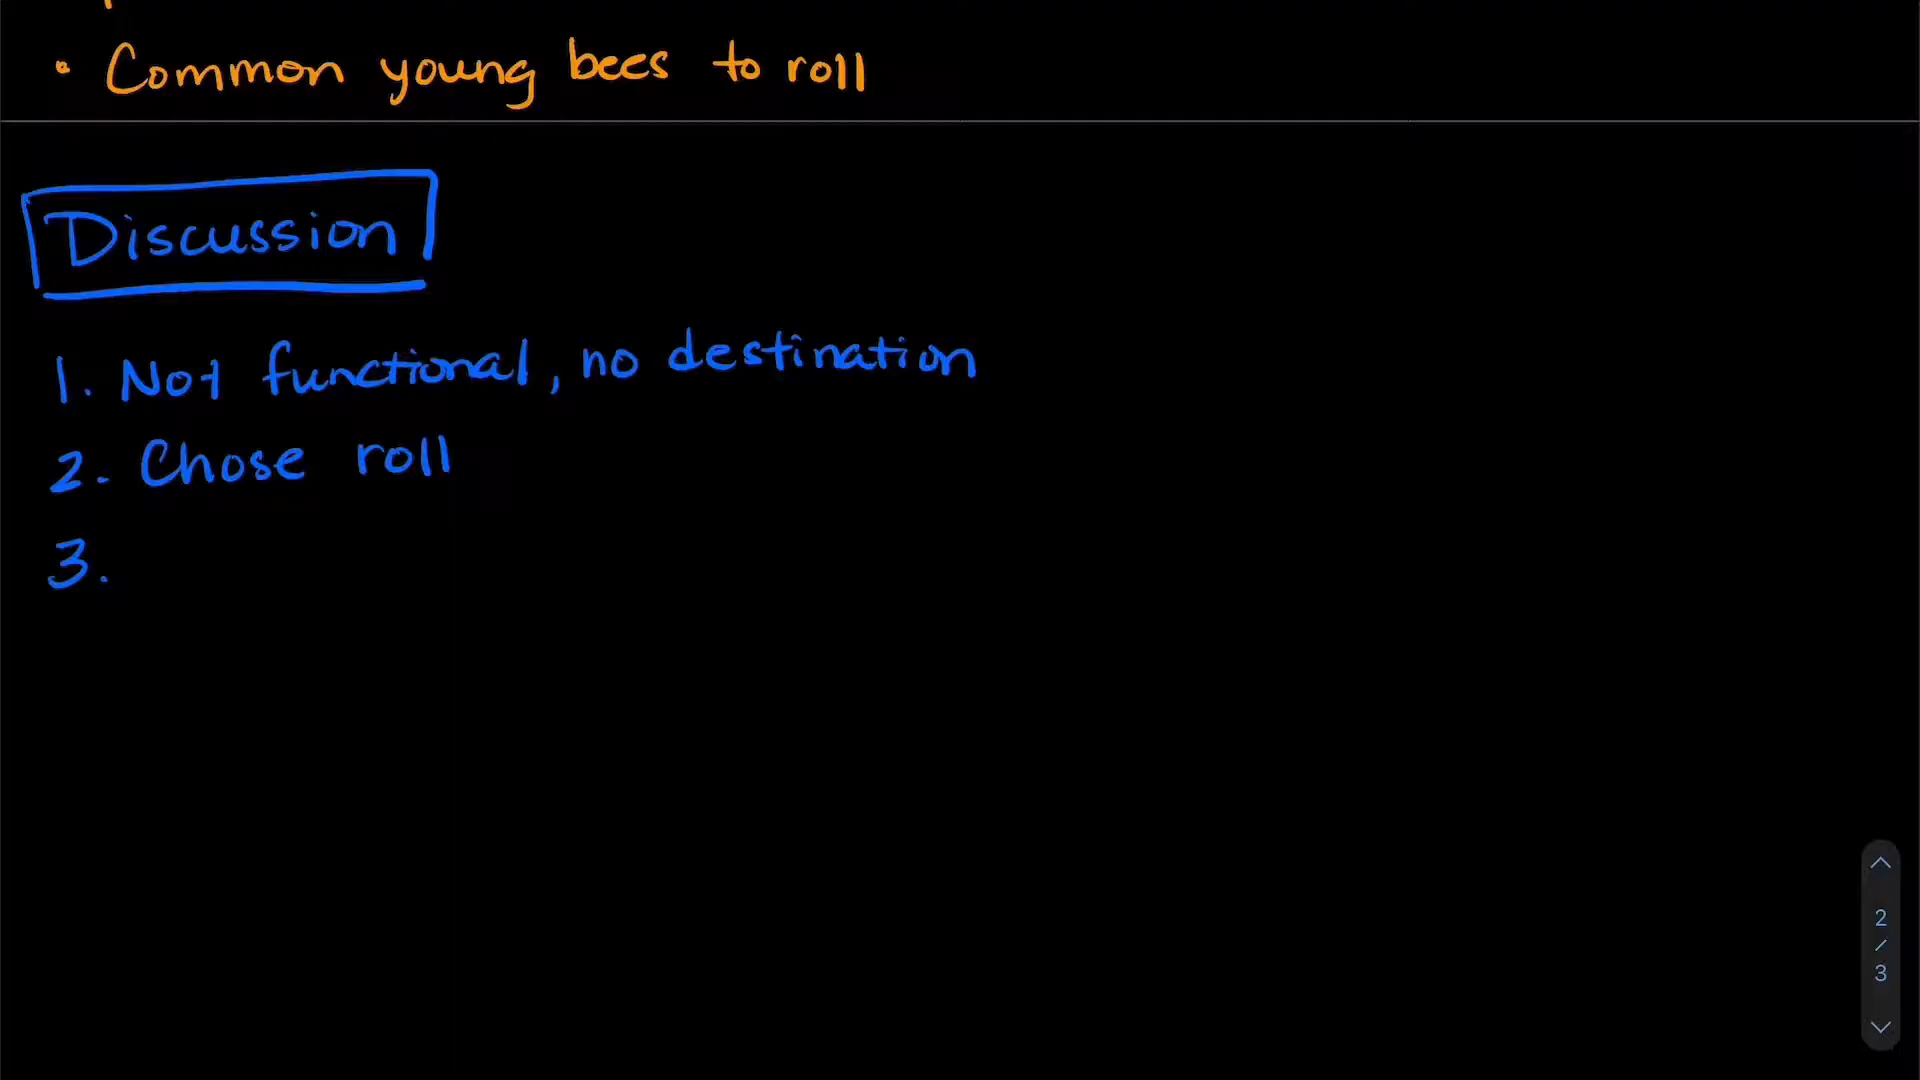 • Common young bees to roll
Discussion
1. Not functional, no destination
2. Chose roll
3.
2
/
3